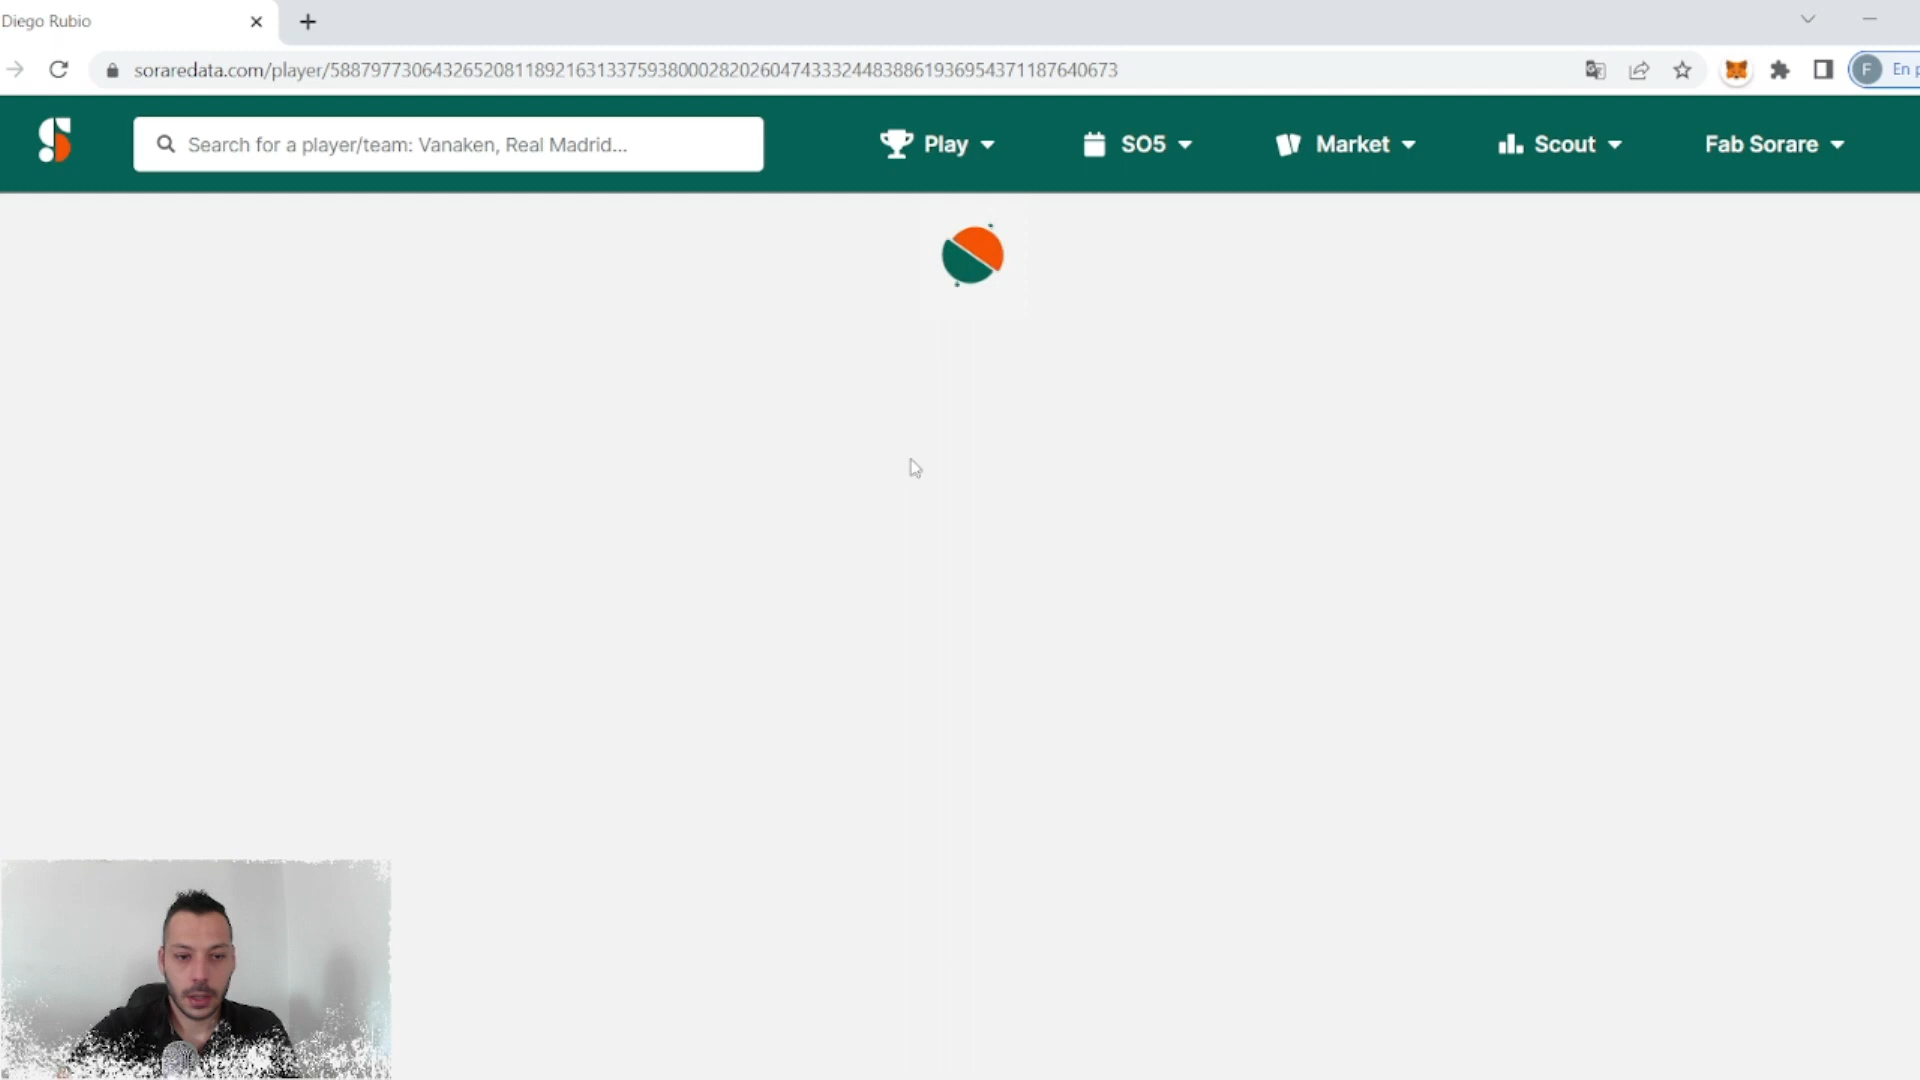 Diego Rubio
soraredata.com/player/58879773064326520811892163133759380002820260474333244838861936954371187640673
F En p
Search for a player/team: Vanaken, Real Madrid...
Play
SO5
Market
Scout
Fab Sorare